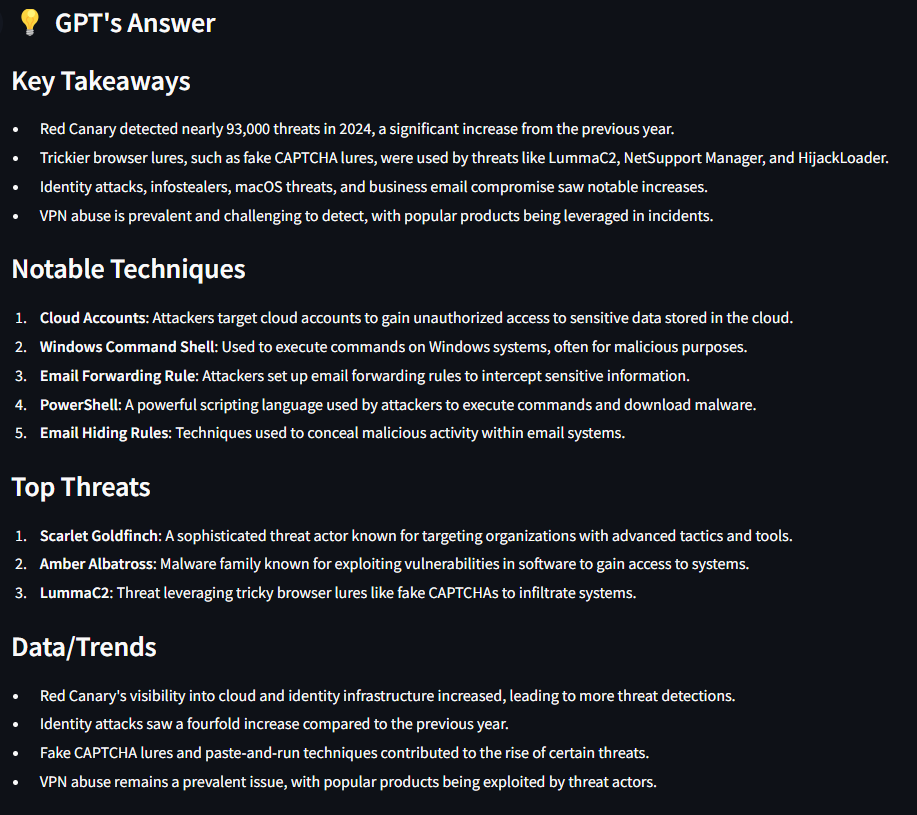 💡 GPT's Answer
Key Takeaways
• Red Canary detected nearly 93,000 threats in 2024, a significant increase from the previous year.
• Trickier browser lures, such as fake CAPTCHA lures, were used by threats like LummaC2, NetSupport Manager, and HijackLoader.
• Identity attacks, infostealers, macOS threats, and business email compromise saw notable increases.
• VPN abuse is prevalent and challenging to detect, with popular products being leveraged in incidents.
Notable Techniques
1. Cloud Accounts: Attackers target cloud accounts to gain unauthorized access to sensitive data stored in the cloud.
2. Windows Command Shell: Used to execute commands on Windows systems, often for malicious purposes.
3. Email Forwarding Rule: Attackers set up email forwarding rules to intercept sensitive information.
4. PowerShell: A powerful scripting language used by attackers to execute commands and download malware.
5. Email Hiding Rules: Techniques used to conceal malicious activity within email systems.
Top Threats
1. Scarlet Goldfinch: A sophisticated threat actor known for targeting organizations with advanced tactics and tools.
2. Amber Albatross: Malware family known for exploiting vulnerabilities in software to gain access to systems.
3. LummaC2: Threat leveraging tricky browser lures like fake CAPTCHAs to infiltrate systems.
Data/Trends
• Red Canary's visibility into cloud and identity infrastructure increased, leading to more threat detections.
• Identity attacks saw a fourfold increase compared to the previous year.
• Fake CAPTCHA lures and paste-and-run techniques contributed to the rise of certain threats.
• VPN abuse remains a prevalent issue, with popular products being exploited by threat actors.